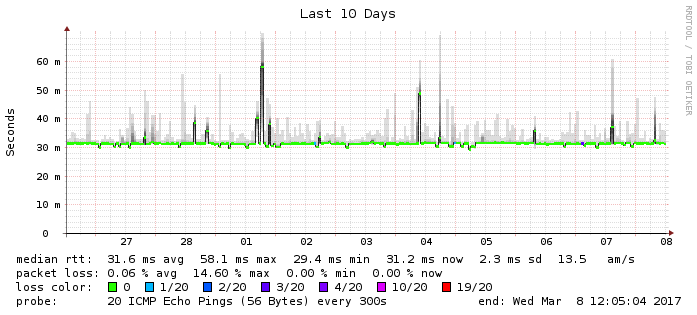 Last 10 Days
RRDTOOL / TOBI OETIKER
Seconds
60 m
50 m
40 m
30 m
20 m
10 m
0
27 28 01 02 03 04 05 06 07 08
median rtt: 31.6 ms avg 58.1 ms max 29.4 ms min 31.2 ms now 2.3 ms sd 13.5 am/s
packet loss: 0.06 % avg 14.60 % max 0.00 % min 0.00 % now
loss color: 0 1/20 2/20 3/20 4/20 10/20 19/20
probe: 20 ICMP Echo Pings (56 Bytes) every 300s end: Wed Mar 8 12:05:04 2017